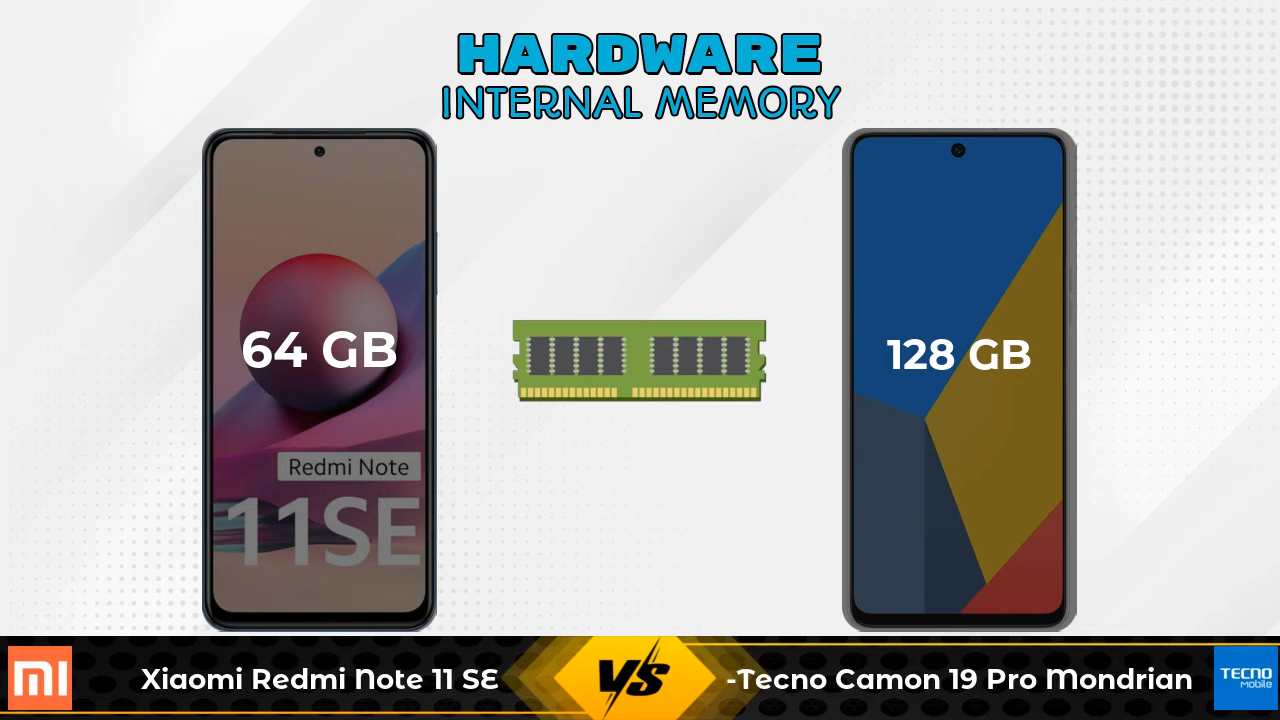 HARDWARE
INTERNAL MEMORY
64 GB
128 GB
Redmi Note
11SE
Xiaomi Redmi Note 11 SE
VS
-Tecno Camon 19 Pro Mondrian
TECNO
mobile